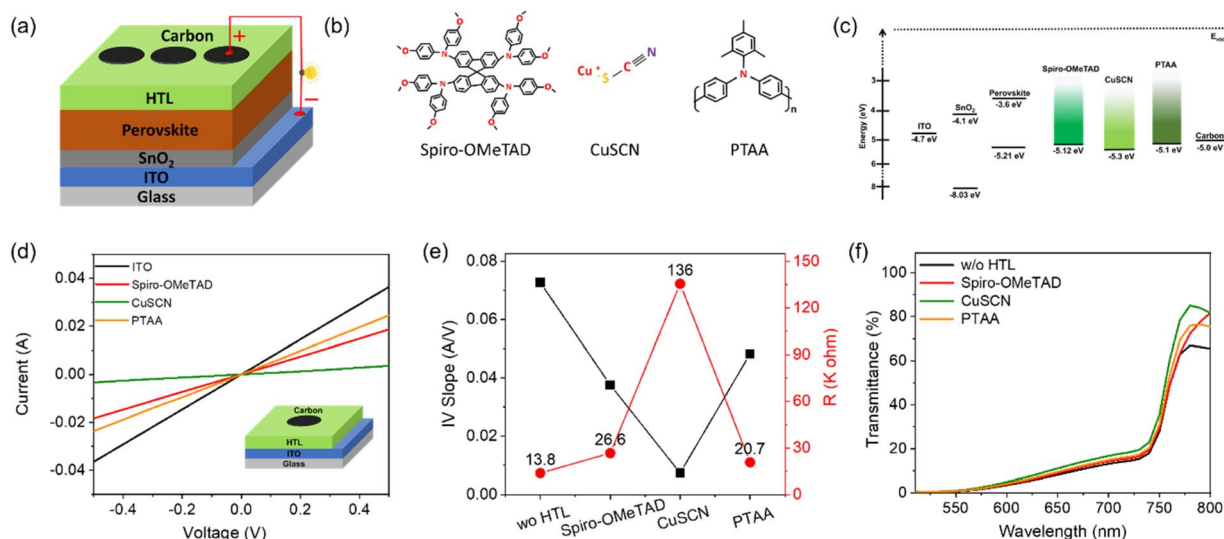 (a)
Carbon
+
−
HTL
Perovskite
SnO2
ITO
Glass
(b)
Spiro-OMeTAD
Cu+
-S
C
N
CuSCN
N
n
PTAA
(c)
Energy (eV)
3
4
5
6
8
ITO
-4.7 eV
SnO2
-4.1 eV
-8.03 eV
Perovskite
-3.6 eV
-5.21 eV
Spiro-OMeTAD
-5.12 eV
CuSCN
-5.3 eV
PTAA
-5.1 eV
Carbon
-5.0 eV
(d)
Current (A)
0.04
0.02
0.00
-0.02
-0.04
ITO
Spiro-OMeTAD
CuSCN
PTAA
Carbon
HTL
ITO
Glass
-0.4 -0.2 0.0 0.2 0.4
Voltage (V)
(e)
IV Slope (A/V)
0.08
0.06
0.04
0.02
0.00
13.8
26.6
136
20.7
150
120
90
60
30
0
R (K ohm)
wo HTL Spiro-OMeTAD CuSCN PTAA
(f)
Transmittance (%)
100
80
60
40
20
0
w/o HTL
Spiro-OMeTAD
CuSCN
PTAA
550 600 650 700 750 800
Wavelength (nm)